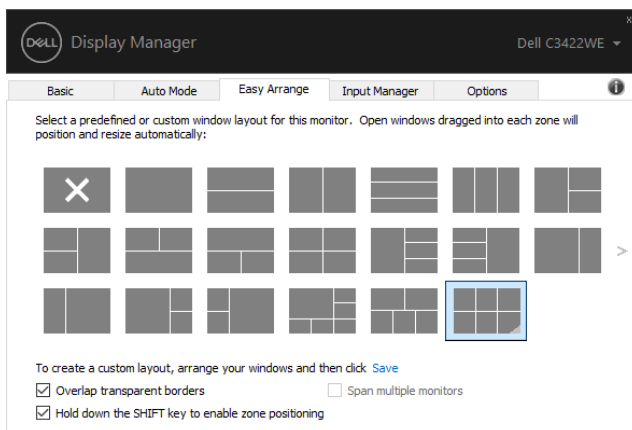 DELL Display Manager Dell C3422WE
Basic Auto Mode Easy Arrange Input Manager Options
Select a predefined or custom window layout for this monitor. Open windows dragged into each zone will
position and resize automatically:
To create a custom layout, arrange your windows and then click Save
Overlap transparent borders Span multiple monitors
Hold down the SHIFT key to enable zone positioning